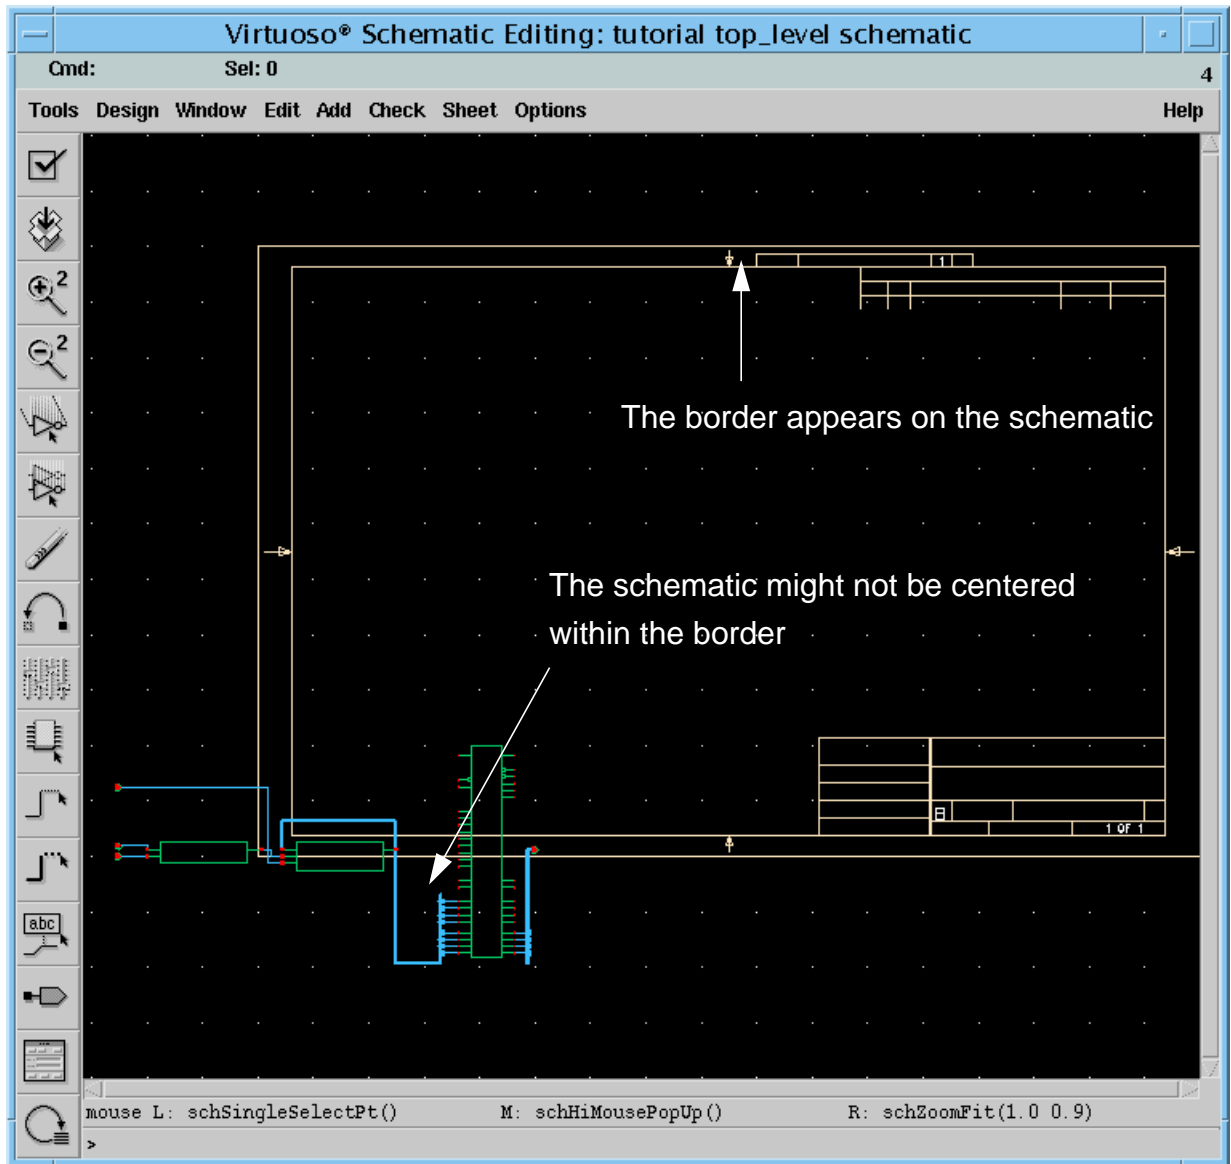 Virtuoso® Schematic Editing: tutorial top_level schematic
Cmd: Sel: 0 4
Tools Design Window Edit Add Check Sheet Options Help
2
1
2
The border appears on the schematic
The schematic might not be centered
within the border
B
1 OF 1
abc
mouse L: schSingleSelectPt() M: schHiMousePopUp() R: schZoomFit(1.0 0.9)
>